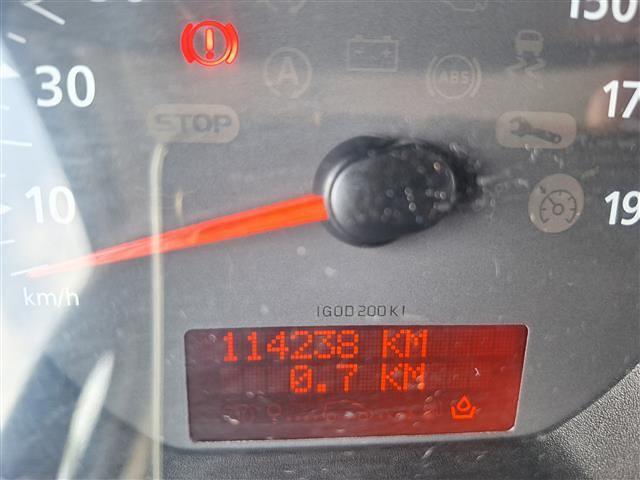 150
30
A
ABS
17
STOP
10
19
km/h
IGOD200KI
114238 KM
0.7 KM